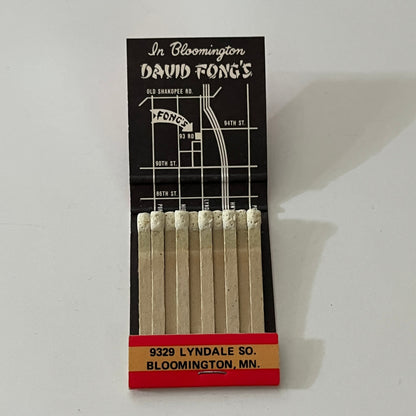 In Bloomington
DAVID FONG'S
OLD SHAKOPEE RD.
94TH ST.
FONG'S
93 RD
90TH ST.
86TH ST.
9329 LYNDALE SO.
BLOOMINGTON, MN.